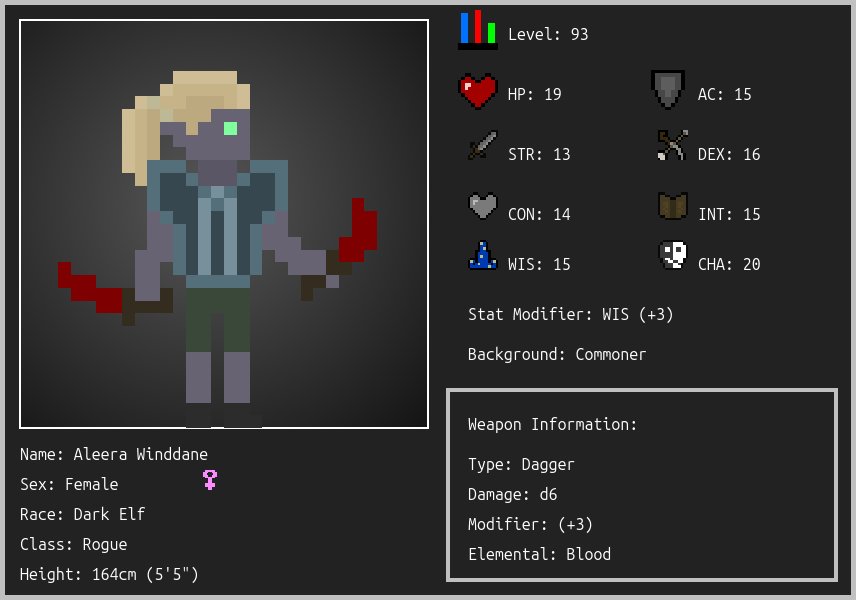 Level: 93
HP: 19
AC: 15
STR: 13
DEX: 16
CON: 14
INT: 15
WIS: 15
CHA: 20
Stat Modifier: WIS (+3)
Background: Commoner
Weapon Information:
Type: Dagger
Damage: d6
Modifier: (+3)
Elemental: Blood
Name: Aleera Winddane
Sex: Female
Race: Dark Elf
Class: Rogue
Height: 164cm (5'5")